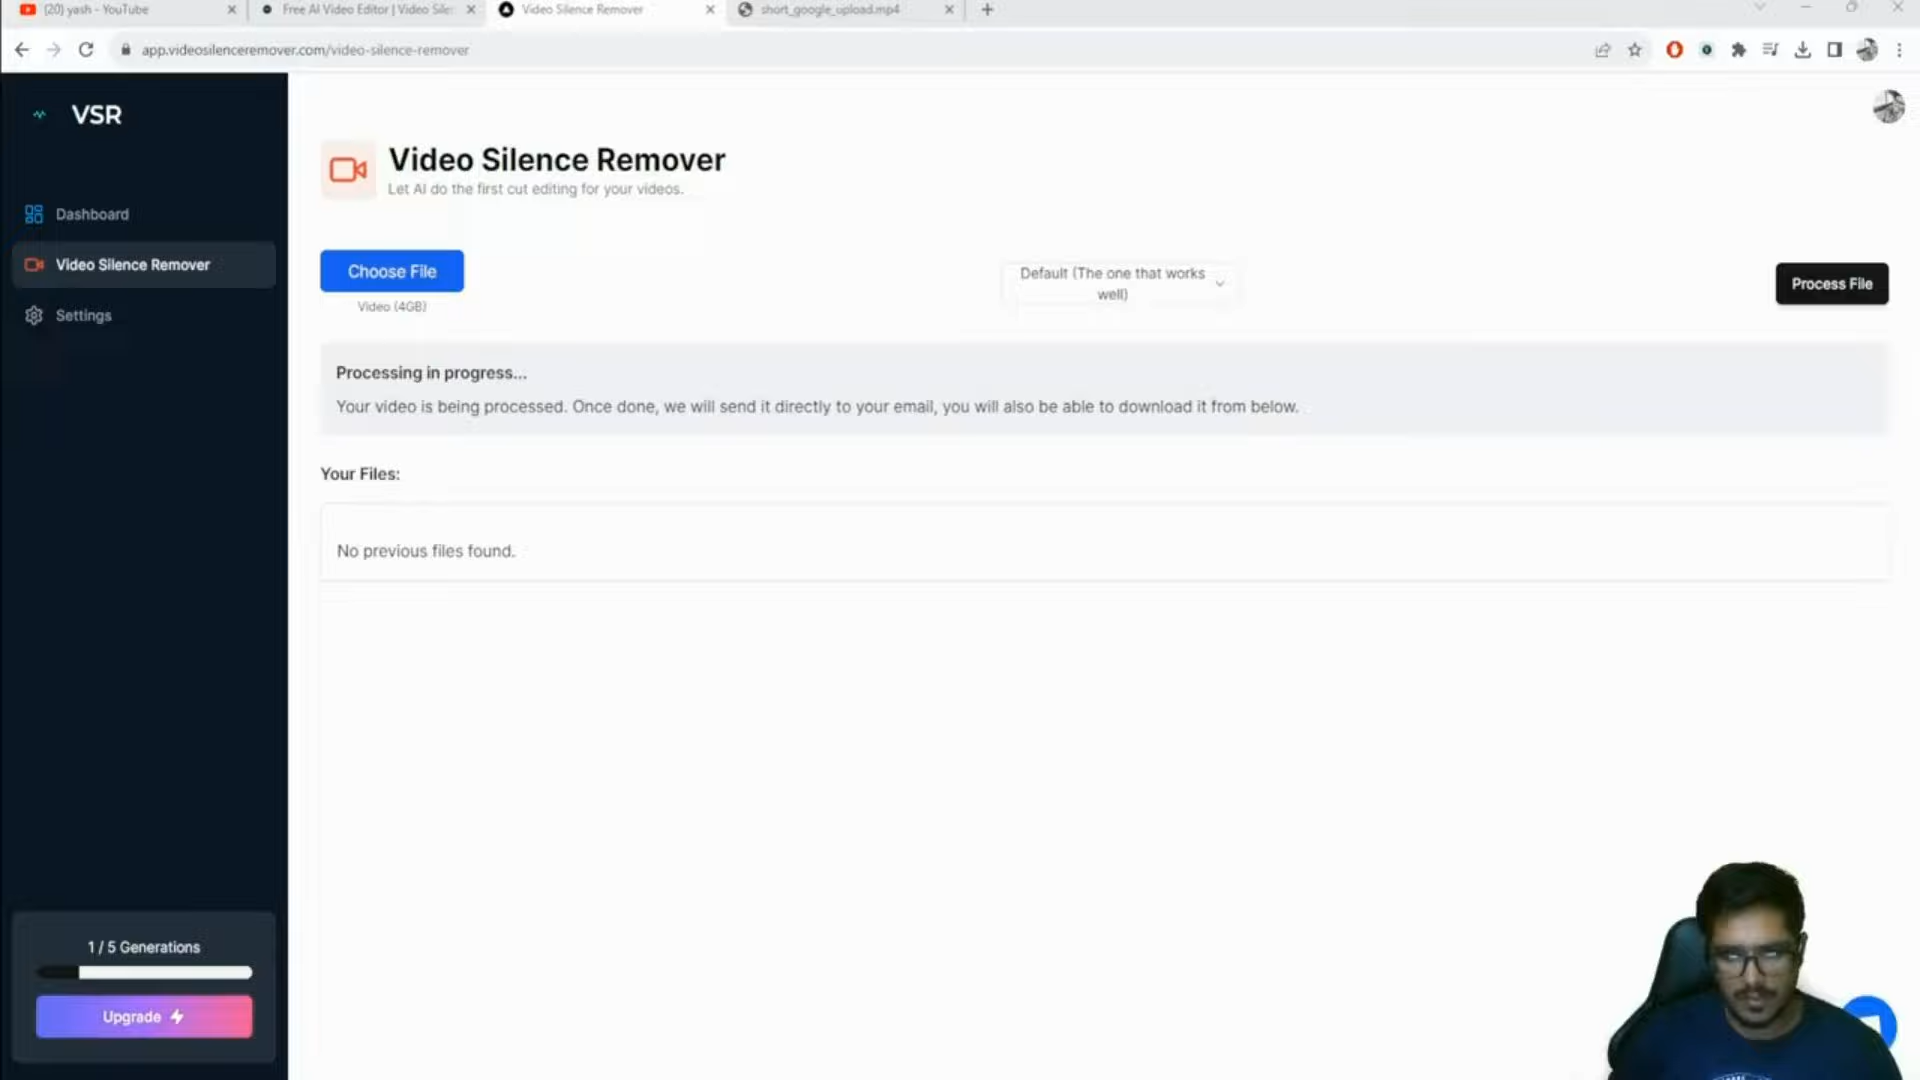 (20) yash - YouTube
Free AI Video Editor | Video Sile
Video Silence Remover
short_google_upload.mp4
app.videosilenceremover.com/video-silence-remover
VSR
Video Silence Remover
Let AI do the first cut editing for your videos.
Dashboard
Video Silence Remover
Settings
Choose File
Video (4GB)
Default (The one that works
well)
Process File
Processing in progress...
Your video is being processed. Once done, we will send it directly to your email, you will also be able to download it from below.
Your Files:
No previous files found.
1 / 5 Generations
Upgrade